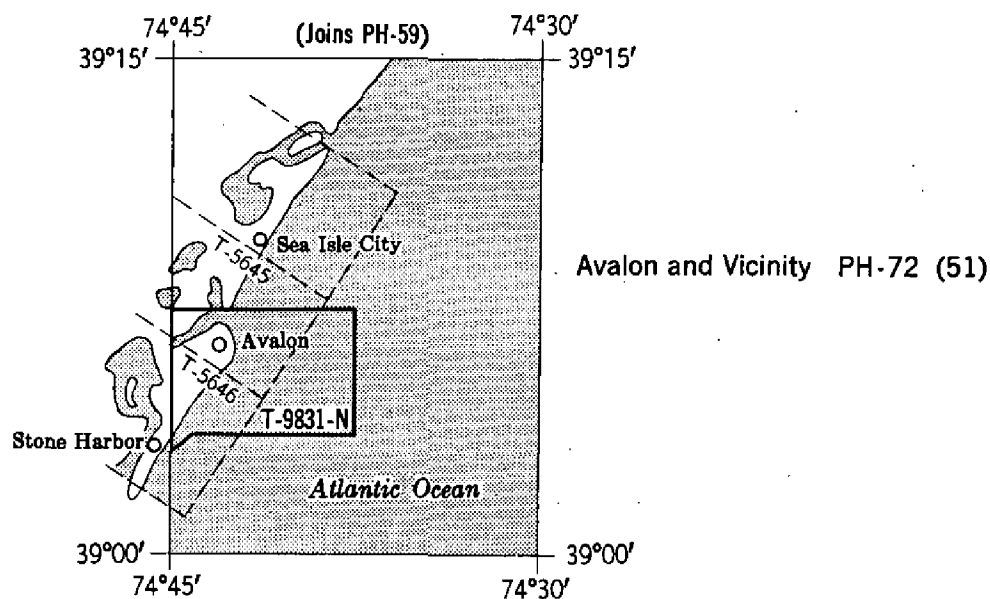 74°45′ (Joins PH-59) 74°30′
39°15′ 39°15′
Sea Isle City
T-5645
Avalon and Vicinity PH-72 (51)
Avalon
T-5646
T-9831-N
Stone Harbor
Atlantic Ocean
39°00′ 39°00′
74°45′ 74°30′